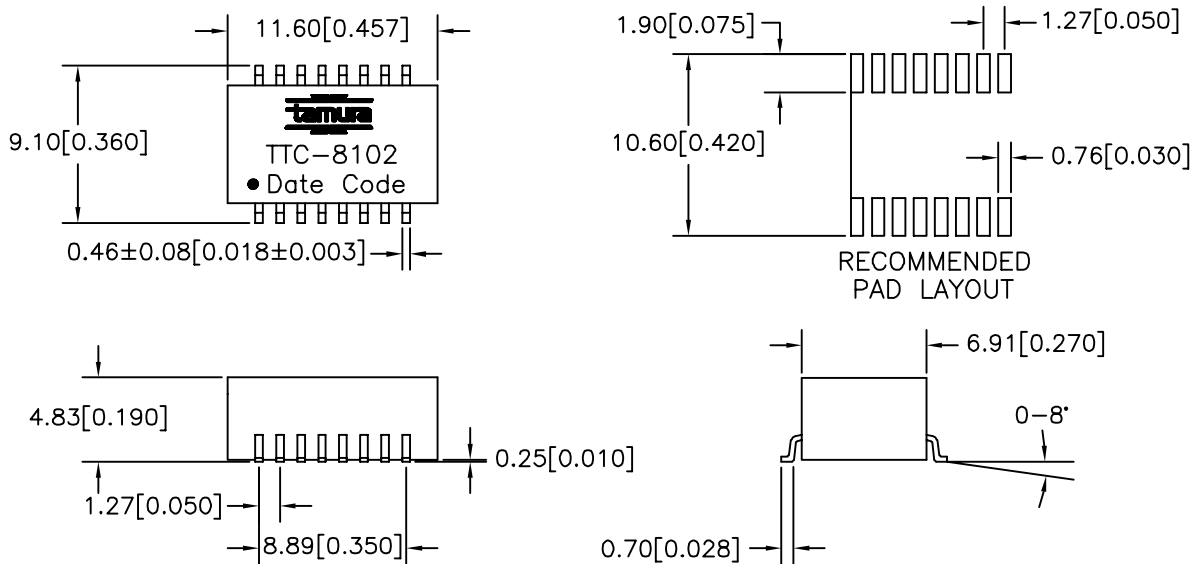 11.60[0.457]
1.90[0.075]
1.27[0.050]
9.10[0.360]
tamura
TTC-8102
Date Code
10.60[0.420]
0.76[0.030]
0.46±0.08[0.018±0.003]
RECOMMENDED
PAD LAYOUT
4.83[0.190]
0.25[0.010]
1.27[0.050]
8.89[0.350]
6.91[0.270]
0-8°
0.70[0.028]